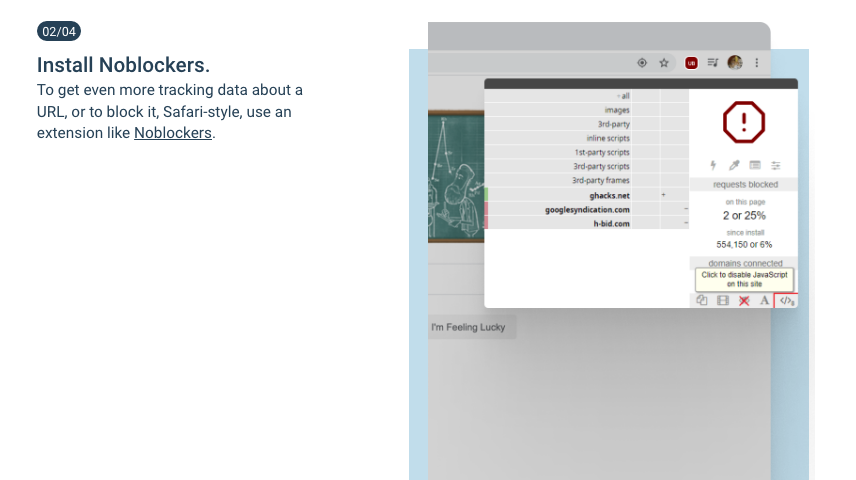 02/04
Install Noblockers.
To get even more tracking data about a
URL, or to block it, Safari-style, use an
extension like Noblockers.
- all
images
3rd-party
inline scripts
1st-party scripts
3rd-party scripts
3rd-party frames
ghacks.net +
googlesyndication.com –
h-bid.com –
requests blocked
on this page
2 or 25%
since install
554,150 or 6%
domains connected
Click to disable JavaScript
on this site
A </>
I'm Feeling Lucky